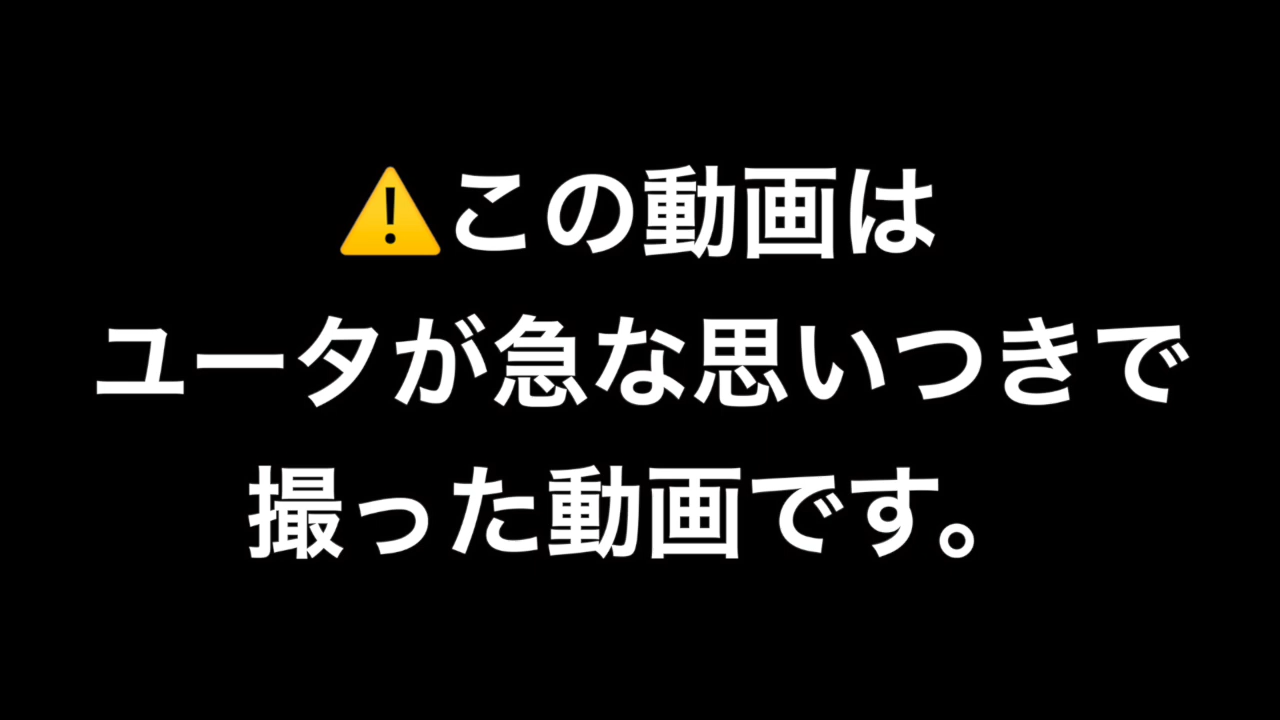 ⚠️この動画は
ユータが急な思いつきで
撮った動画です。